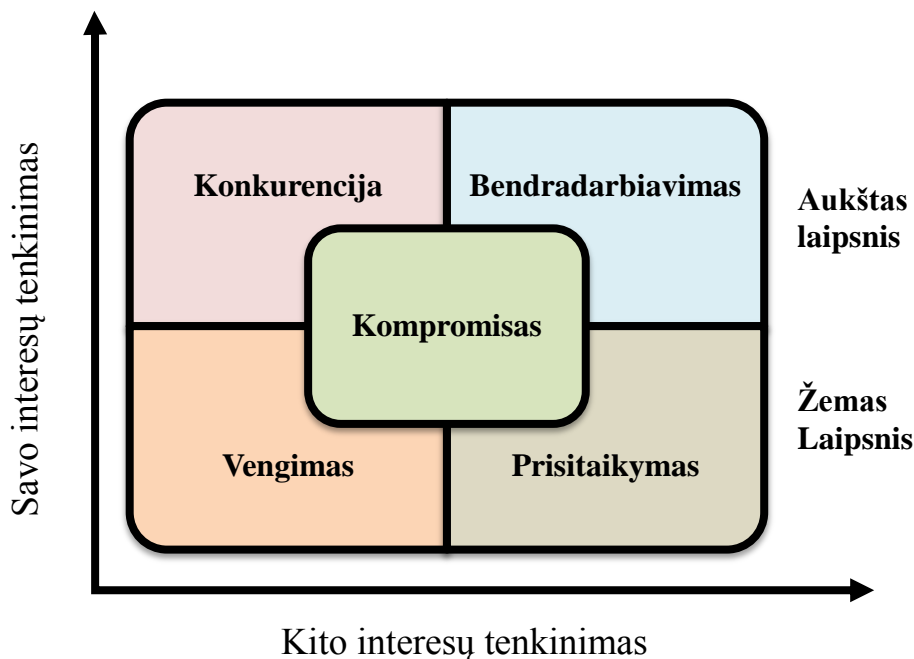 Savo interesų tenkinimas
Konkurencija
Bendradarbiavimas
Aukštas
laipsnis
Kompromisas
Žemas
Laipsnis
Vengimas
Prisitaikymas
Kito interesų tenkinimas